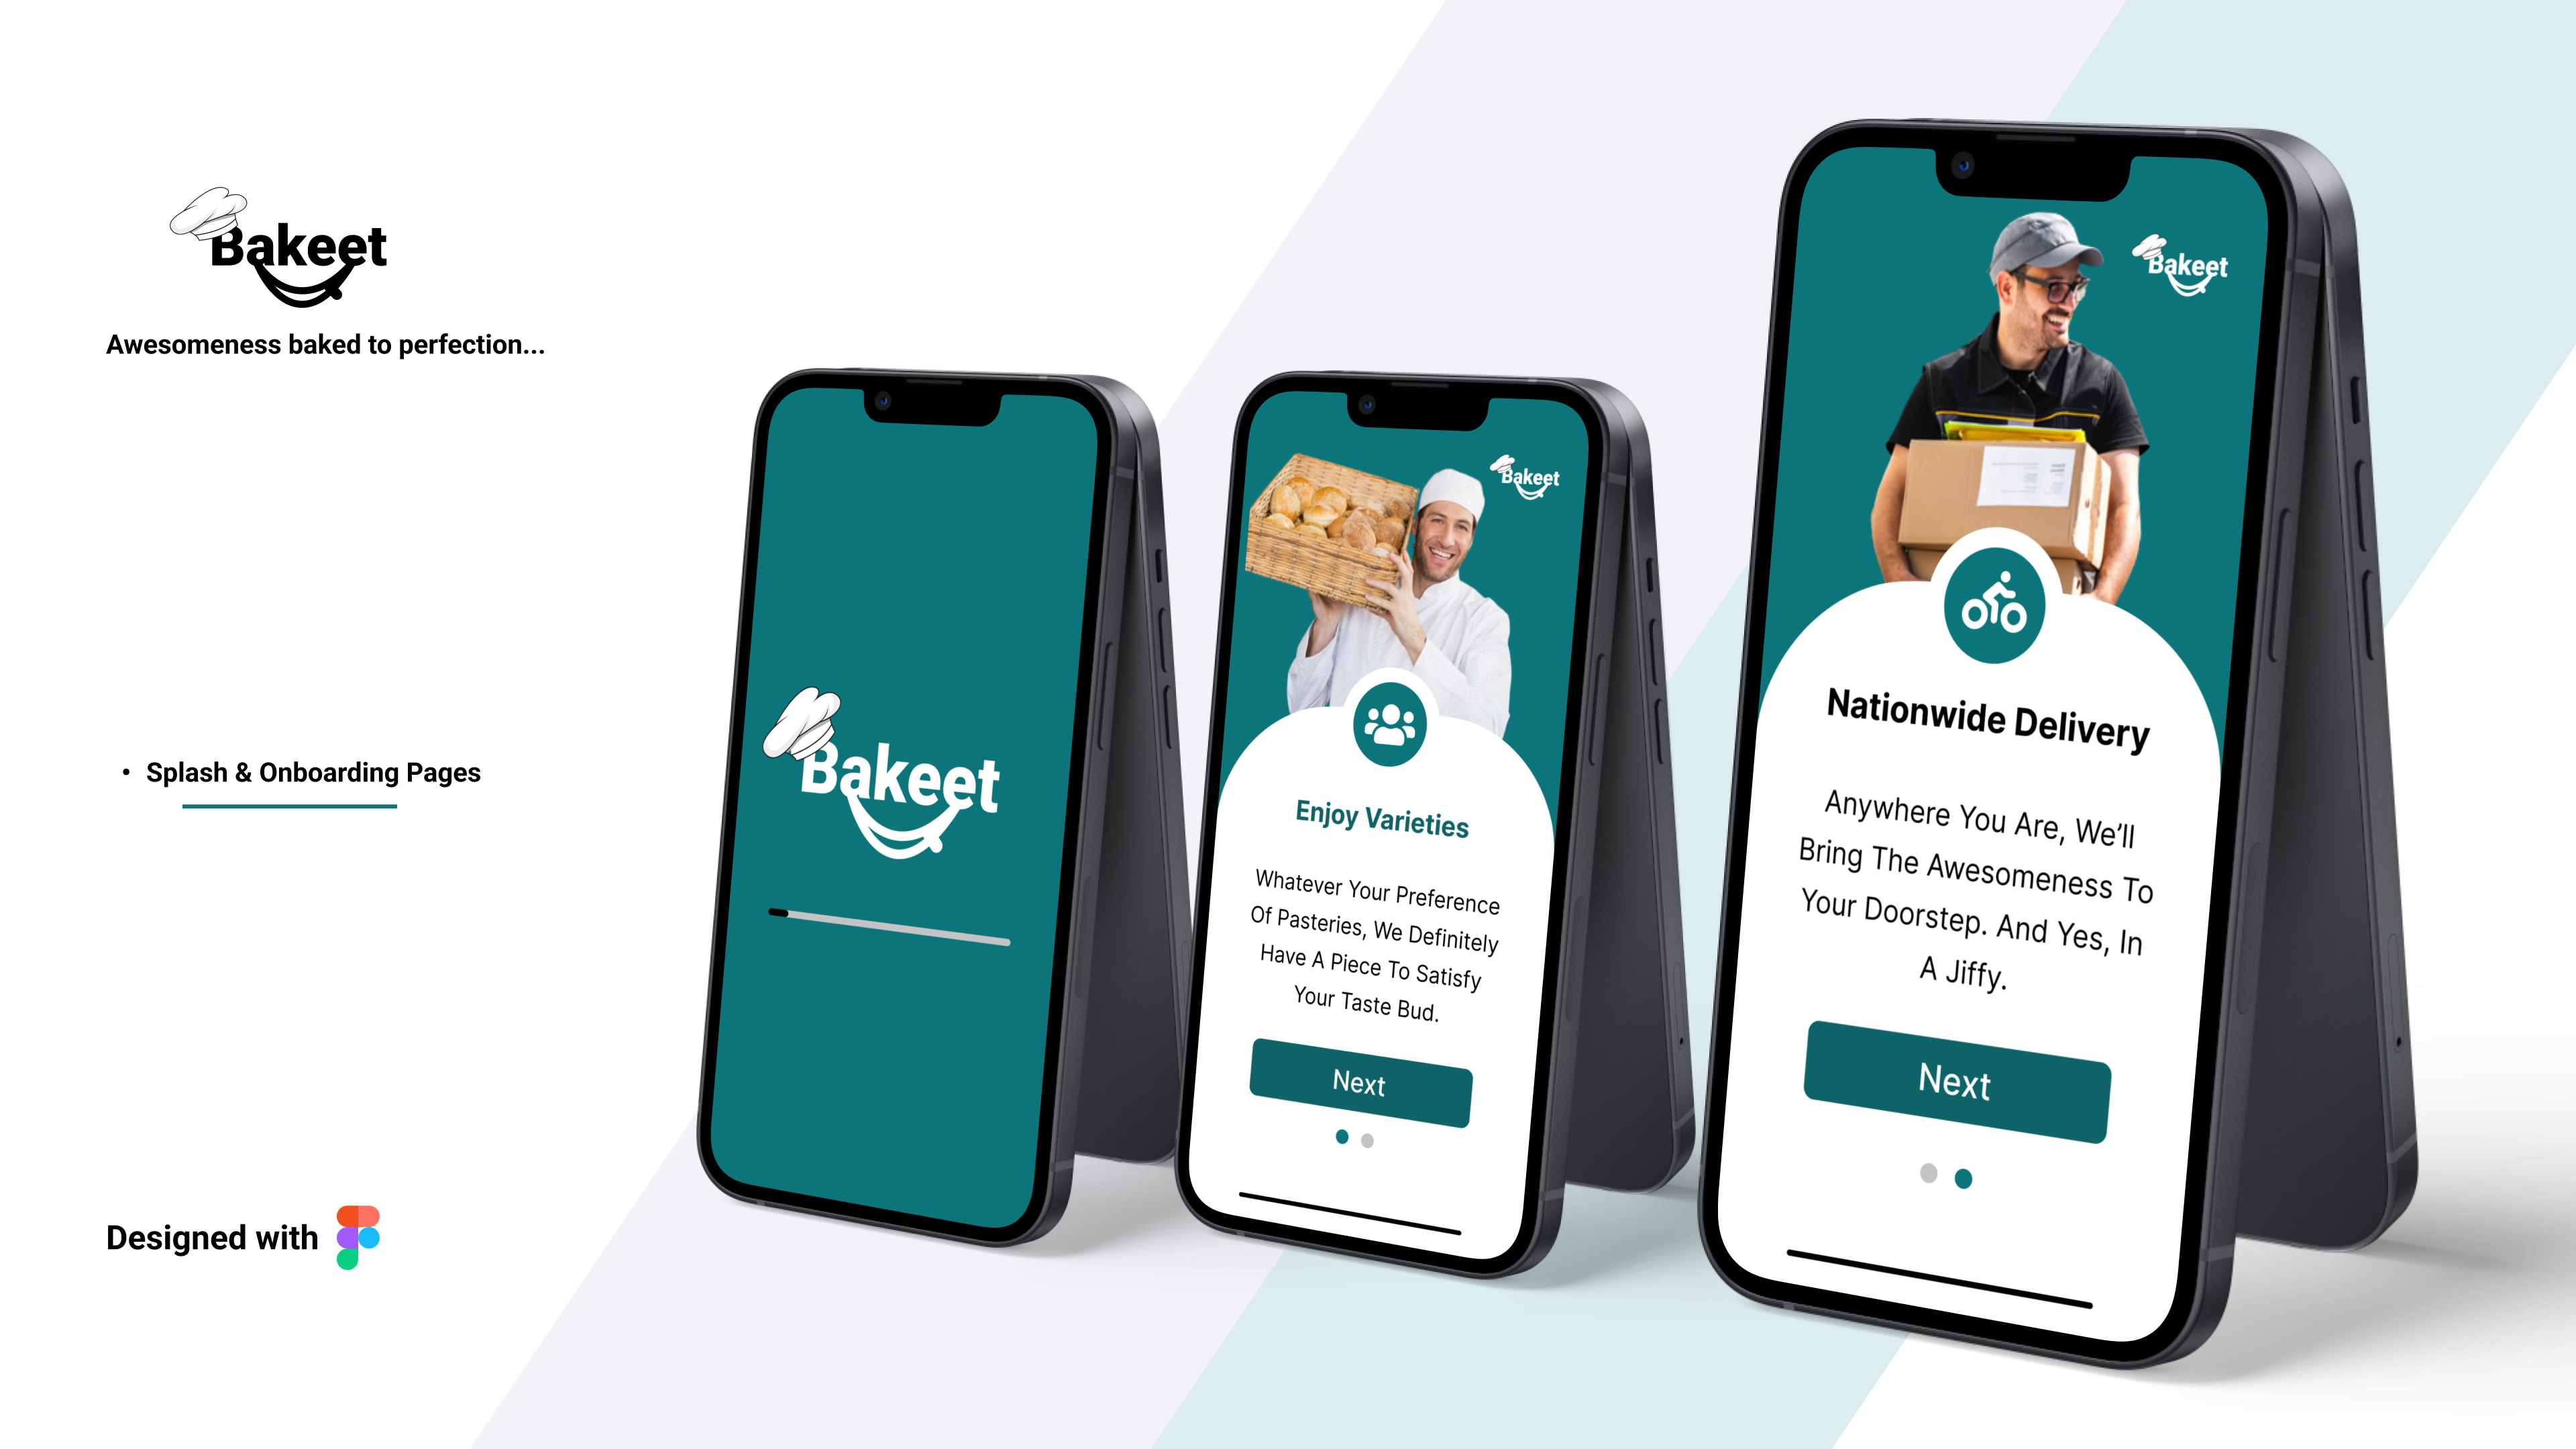 Bakeet
Awesomeness baked to perfection...
• Splash & Onboarding Pages
Designed with
Bakeet
Bakeet
Enjoy Varieties
Whatever Your Preference
Of Pasteries, We Definitely
Have A Piece To Satisfy
Your Taste Bud.
Next
Bakeet
Nationwide Delivery
Anywhere You Are, We’ll
Bring The Awesomeness To
Your Doorstep. And Yes, In
A Jiffy.
Next